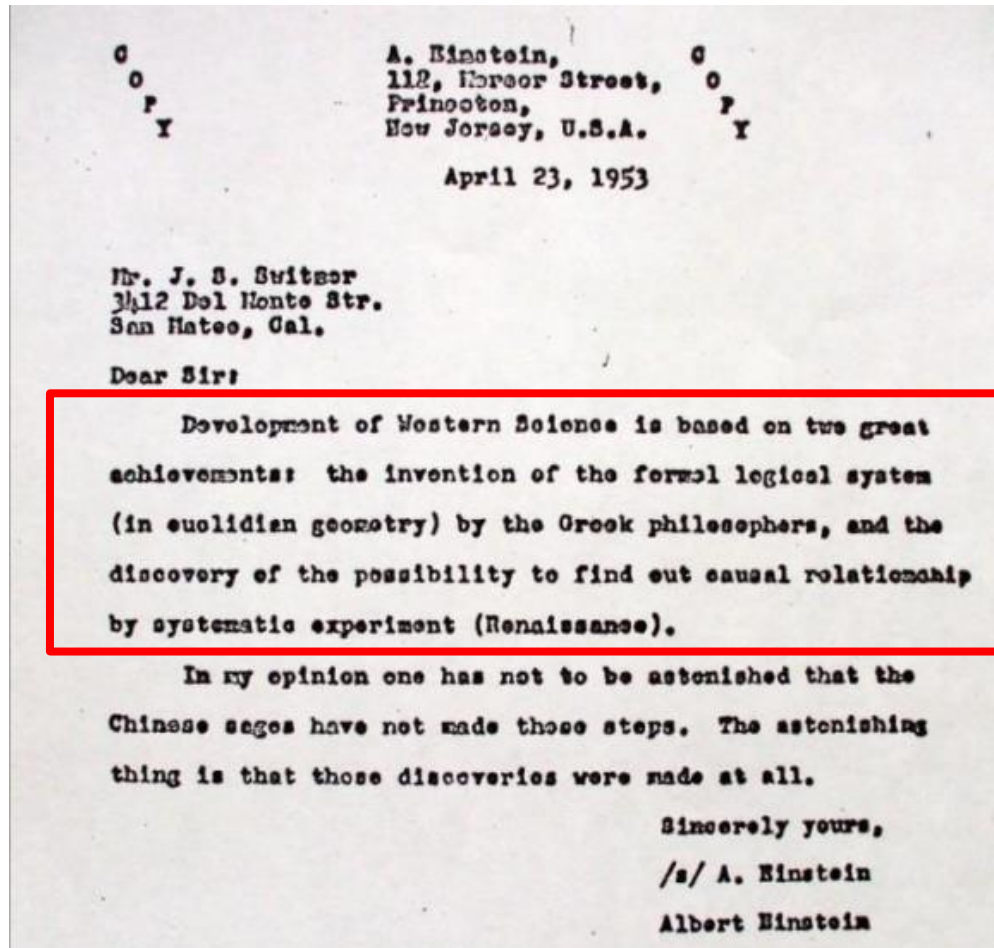 C O P Y
A. Einstein,
C O P Y
112, Mercer Street,
Princeton,
New Jersey, U.S.A.
April 23, 1953
Mr. J. S. Switzer
3412 Del Monte Str.
San Mateo, Cal.
Dear Sir:
Development of Western Science is based on two great
achievements: the invention of the formal logical system
(in euclidian geometry) by the Greek philosophers, and the
discovery of the possibility to find out causal relationship
by systematic experiment (Renaissance).
In my opinion one has not to be astonished that the
Chinese sages have not made those steps. The astonishing
thing is that those discoveries were made at all.
Sincerely yours,
/s/ A. Einstein
Albert Einstein